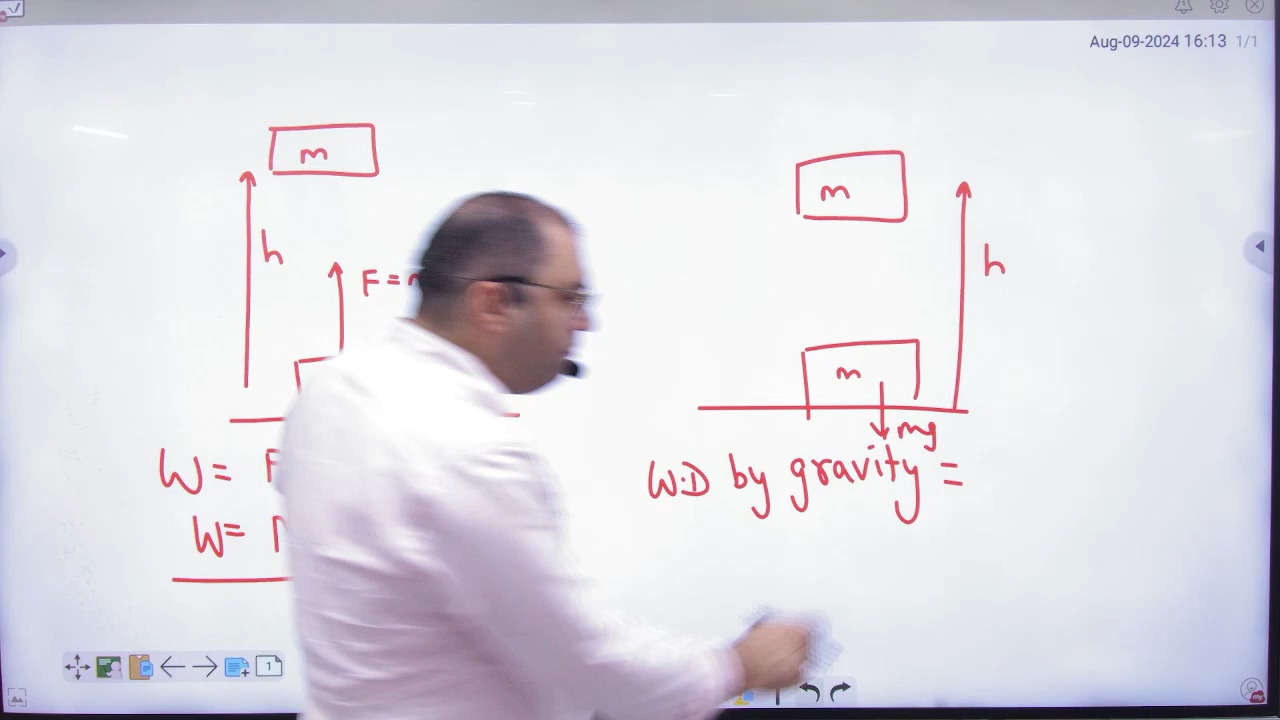 Aug-09-2024 16:13 1/1
m
h
F =
W = F
W =
m
h
m
mg
W.D by gravity =
1